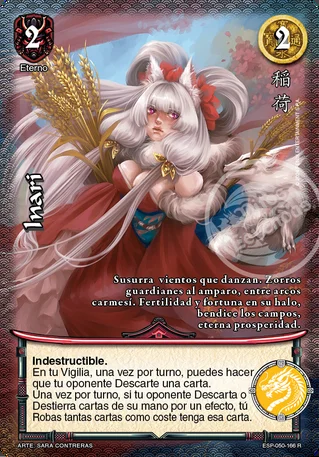 2
2
Eterno
稲荷
Inari
Susurra vientos que danzan. Zorros
guardianes al amparo, entre arcos
carmesí. Fertilidad y fortuna en su halo,
bendice los campos,
eterna prosperidad.
Indestructible.
En tu Vigilia, una vez por turno, puedes hacer
que tu oponente Descarte una carta.
Una vez por turno, si tu oponente Descarta o
Destierra cartas de su mano por un efecto, tú
Robas tantas cartas como coste tenga esa carta.
ARTE: SARA CONTRERAS
ESP-050-166 R